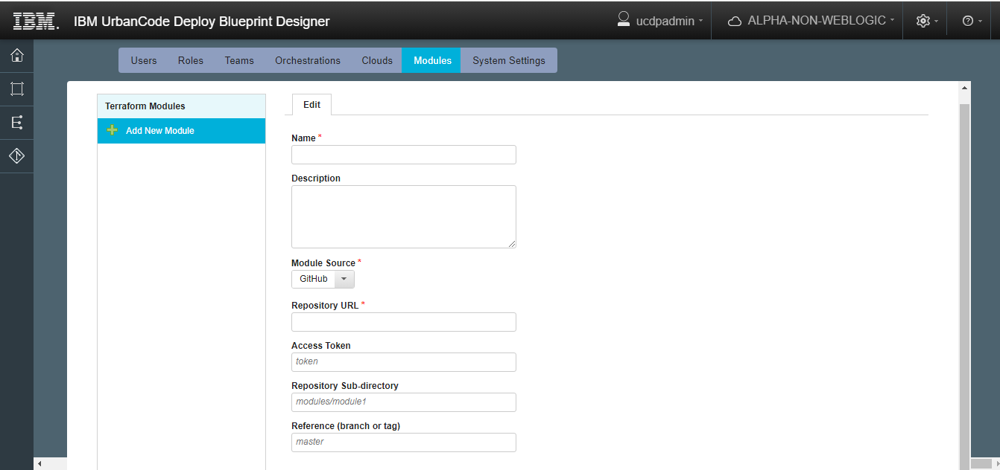 IBM. IBM UrbanCode Deploy Blueprint Designer ucdpadmin ALPHA-NON-WEBLOGIC
Users Roles Teams Orchestrations Clouds Modules System Settings
Terraform Modules
Add New Module
Edit
Name *
Description
Module Source *
GitHub
Repository URL *
Access Token
token
Repository Sub-directory
modules/module1
Reference (branch or tag)
master